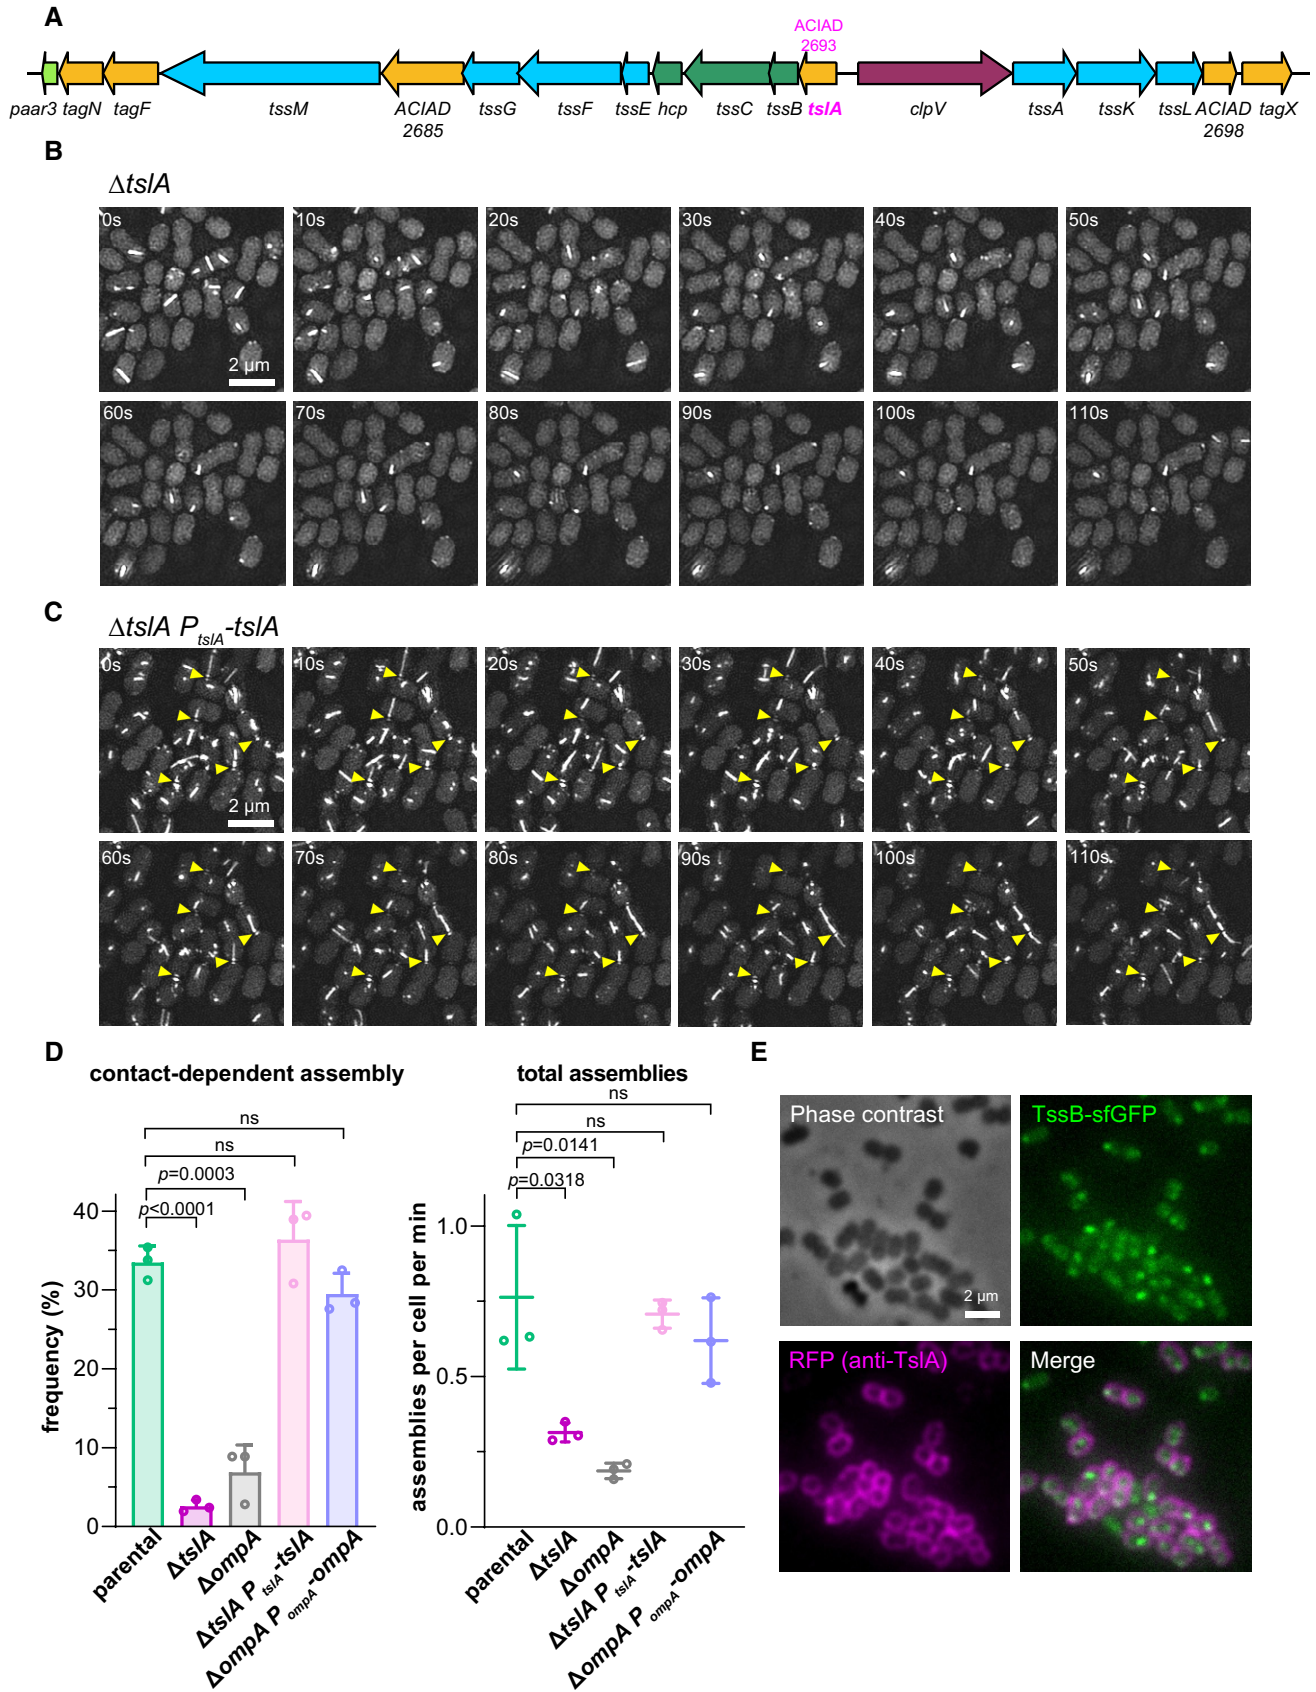 A
ACIAD
2693
paar3 tagN tagF tssM ACIAD tssG tssF tssE hcp tssC tssB tslA clpV tssA tssK tssL ACIAD tagX
2685 2698
B
ΔtslA
0s 10s 20s 30s 40s 50s
2 µm
60s 70s 80s 90s 100s 110s
C
ΔtslA PtslA-tslA
0s 10s 20s 30s 40s 50s
2 µm
60s 70s 80s 90s 100s 110s
D
contact-dependent assembly
ns
ns
p=0.0003
p<0.0001
frequency (%)
40
30
20
10
0
parental
ΔtslA
ΔompA
ΔtslA PtslA-tslA
ΔompA PompA-ompA
total assemblies
ns
ns
p=0.0141
p=0.0318
assemblies per cell per min
1.0
0.5
0.0
parental
ΔtslA
ΔompA
ΔtslA PtslA-tslA
ΔompA PompA-ompA
E
Phase contrast
2 µm
TssB-sfGFP
RFP (anti-TslA)
Merge